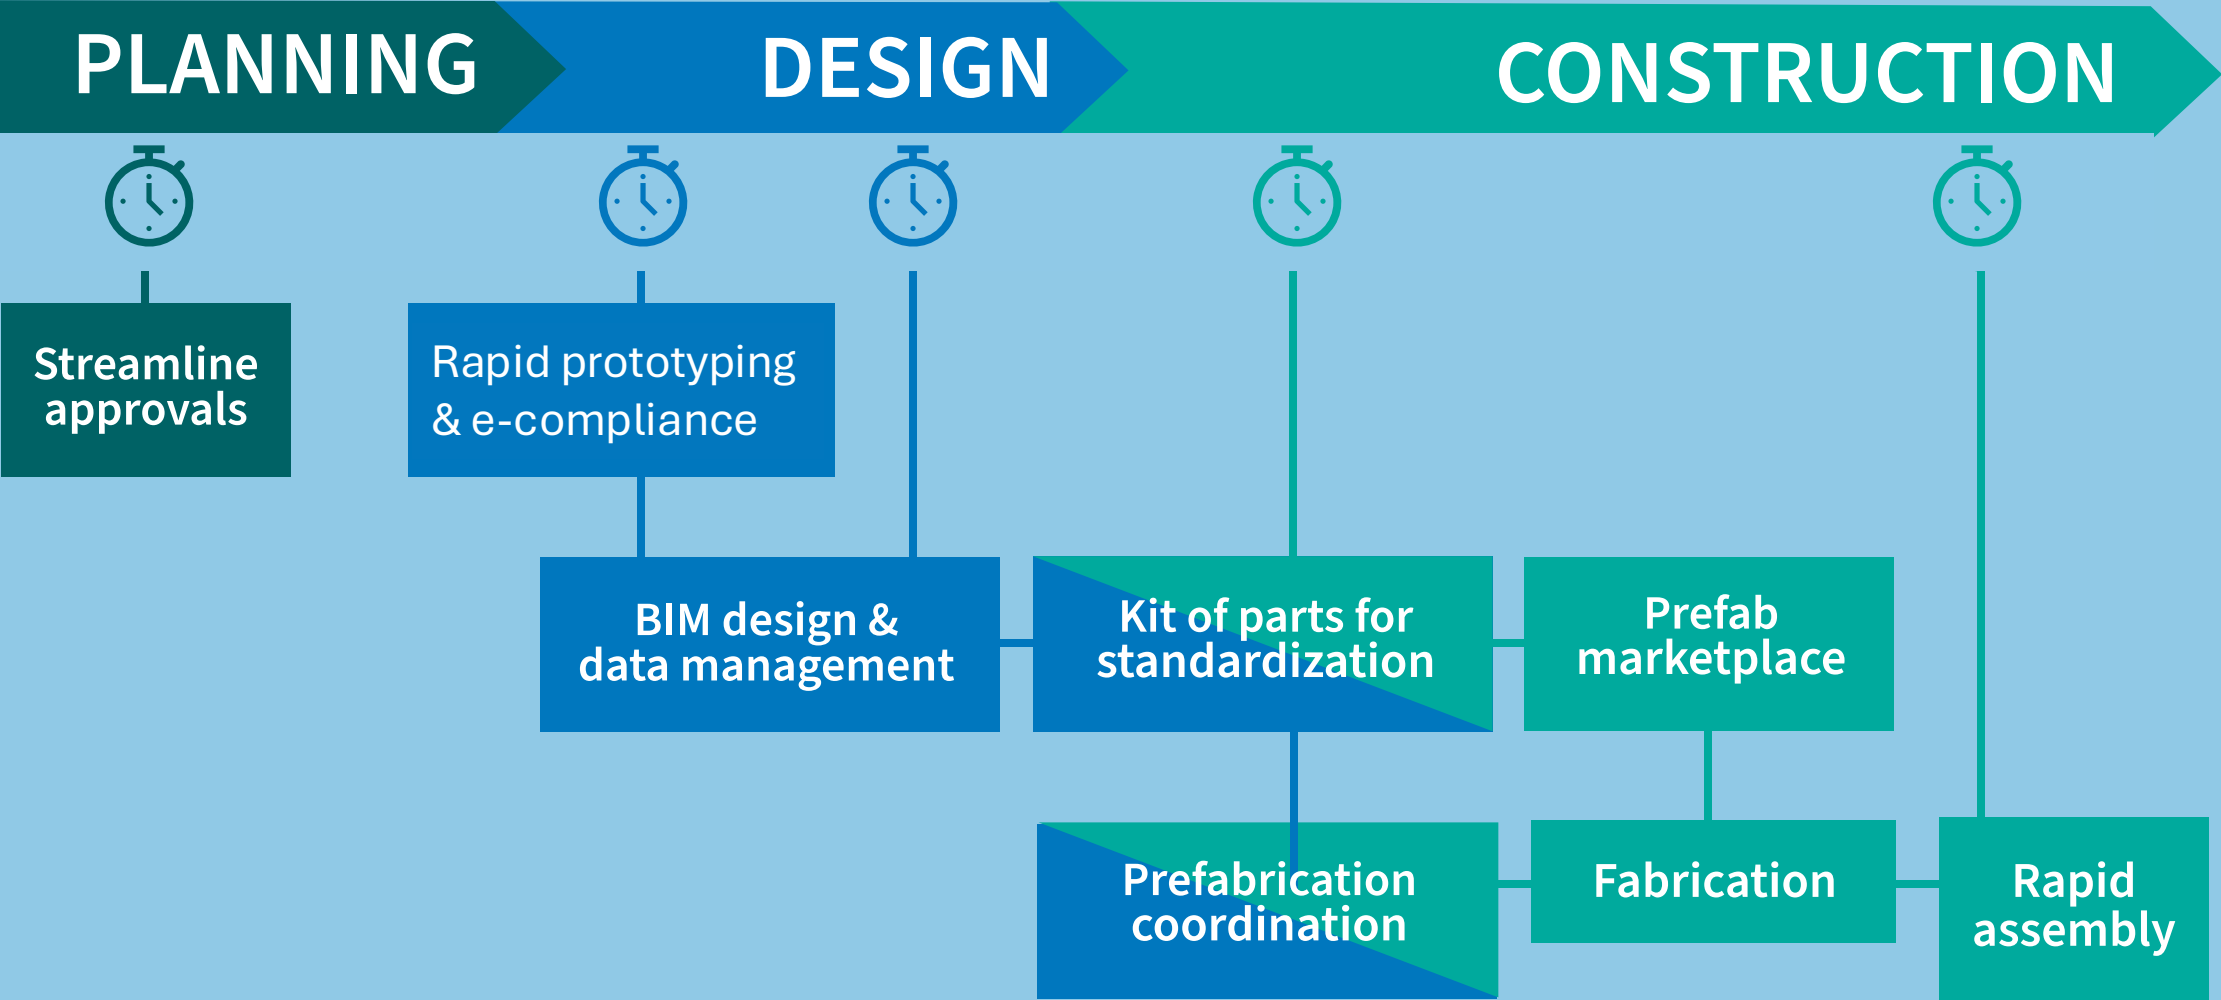 PLANNING
DESIGN
CONSTRUCTION
Streamline
approvals
Rapid prototyping
& e-compliance
BIM design &
data management
Kit of parts for
standardization
Prefab
marketplace
Prefabrication
coordination
Fabrication
Rapid
assembly